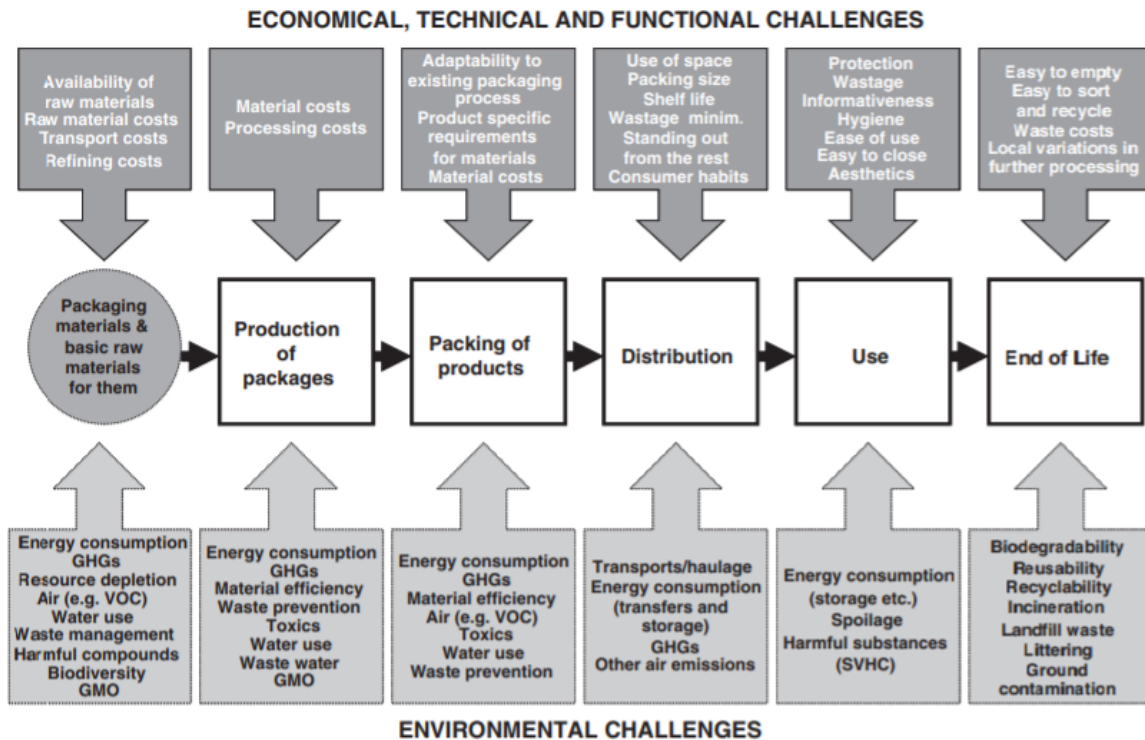 ECONOMICAL, TECHNICAL AND FUNCTIONAL CHALLENGES
Availability of
raw materials
Raw material costs
Transport costs
Refining costs
Material costs
Processing costs
Adaptability to
existing packaging
process
Product specific
requirements
for materials
Material costs
Use of space
Packing size
Shelf life
Wastage minim.
Standing out
from the rest
Consumer habits
Protection
Wastage
Informativeness
Hygiene
Ease of use
Easy to close
Aesthetics
Easy to empty
Easy to sort
and recycle
Waste costs
Local variations in
further processing
Packaging
materials &
basic raw
materials
for them
Production
of
packages
Packing of
products
Distribution
Use
End of Life
Energy consumption
GHGs
Resource depletion
Air (e.g. VOC)
Water use
Waste management
Harmful compounds
Biodiversity
GMO
Energy consumption
GHGs
Material efficiency
Waste prevention
Toxics
Water use
Waste water
GMO
Energy consumption
GHGs
Material efficiency
Air (e.g. VOC)
Toxics
Water use
Waste prevention
Transports/haulage
Energy consumption
(transfers and
storage)
GHGs
Other air emissions
Energy consumption
(storage etc.)
Spoilage
Harmful substances
(SVHC)
Biodegradability
Reusability
Recyclability
Incineration
Landfill waste
Littering
Ground
contamination
ENVIRONMENTAL CHALLENGES